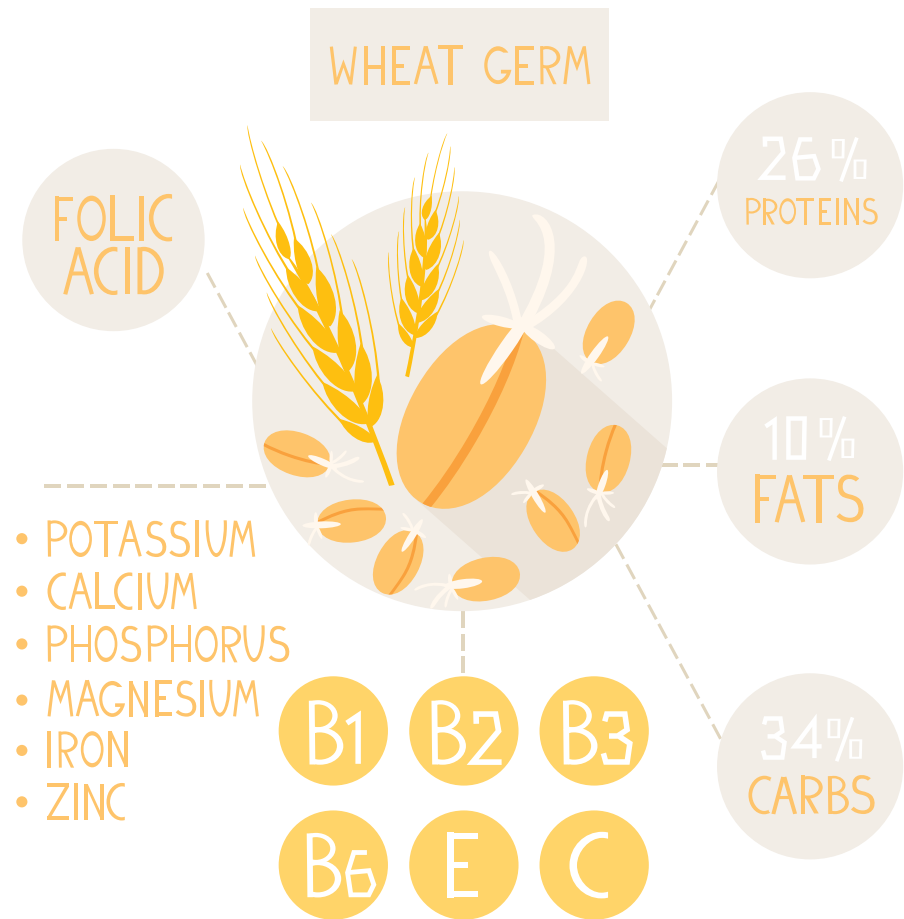 WHEAT GERM
FOLIC
ACID
26%
PROTEINS
10%
FATS
34%
CARBS
• POTASSIUM
• CALCIUM
• PHOSPHORUS
• MAGNESIUM
• IRON
• ZINC
B1 B2 B3
B6 E C